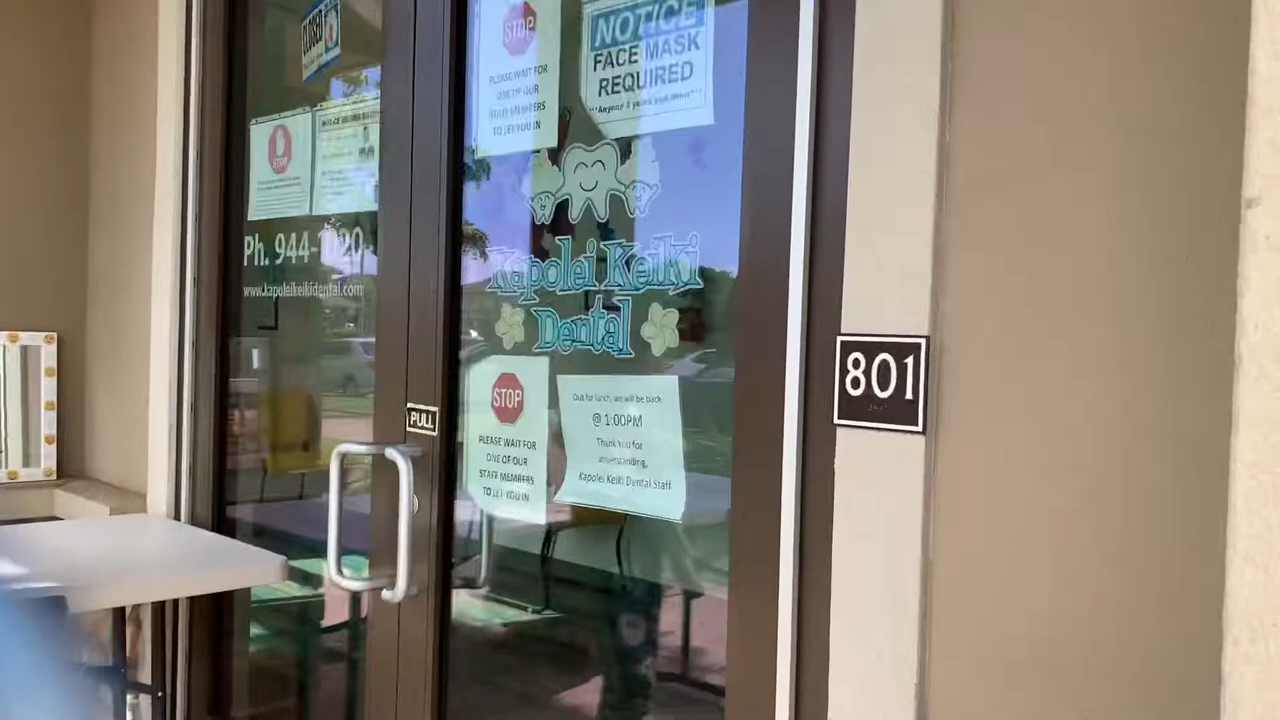 CLOSED
STOP
Ph. 944-1120
www.kapoleikeikidental.com
PULL
STOP
PLEASE WAIT FOR
ONE OF OUR
STAFF MEMBERS
TO LET YOU IN
NOTICE
FACE MASK
REQUIRED
Kapolei Keiki
Dental
STOP
PLEASE WAIT FOR
ONE OF OUR
STAFF MEMBERS
TO LET YOU IN
Out for lunch, we will be back
@ 1:00PM
Thank You for
understanding,
Kapolei Keiki Dental Staff
801